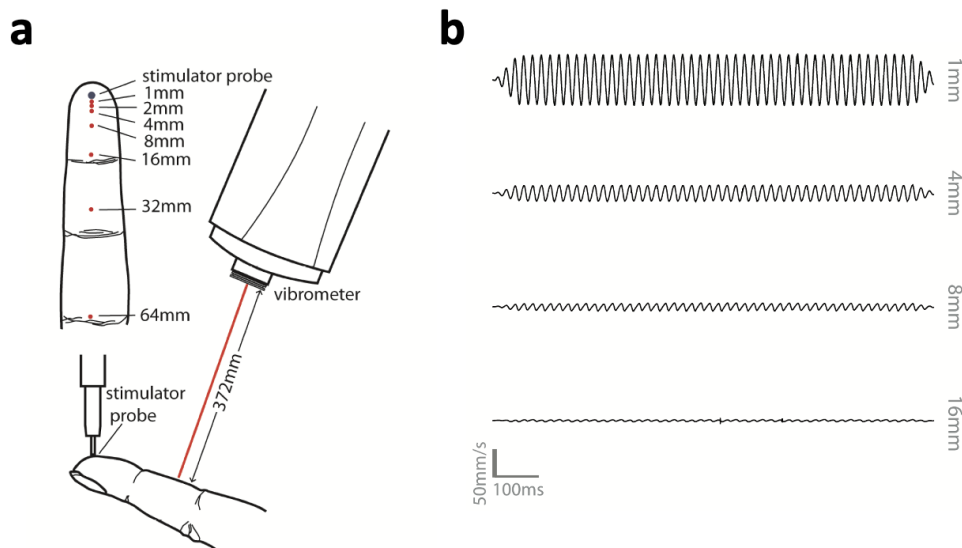 a
stimulator probe
1mm
2mm
4mm
8mm
16mm
32mm
64mm
vibrometer
372mm
stimulator
probe
b
1mm
4mm
8mm
16mm
50mm/s
100ms